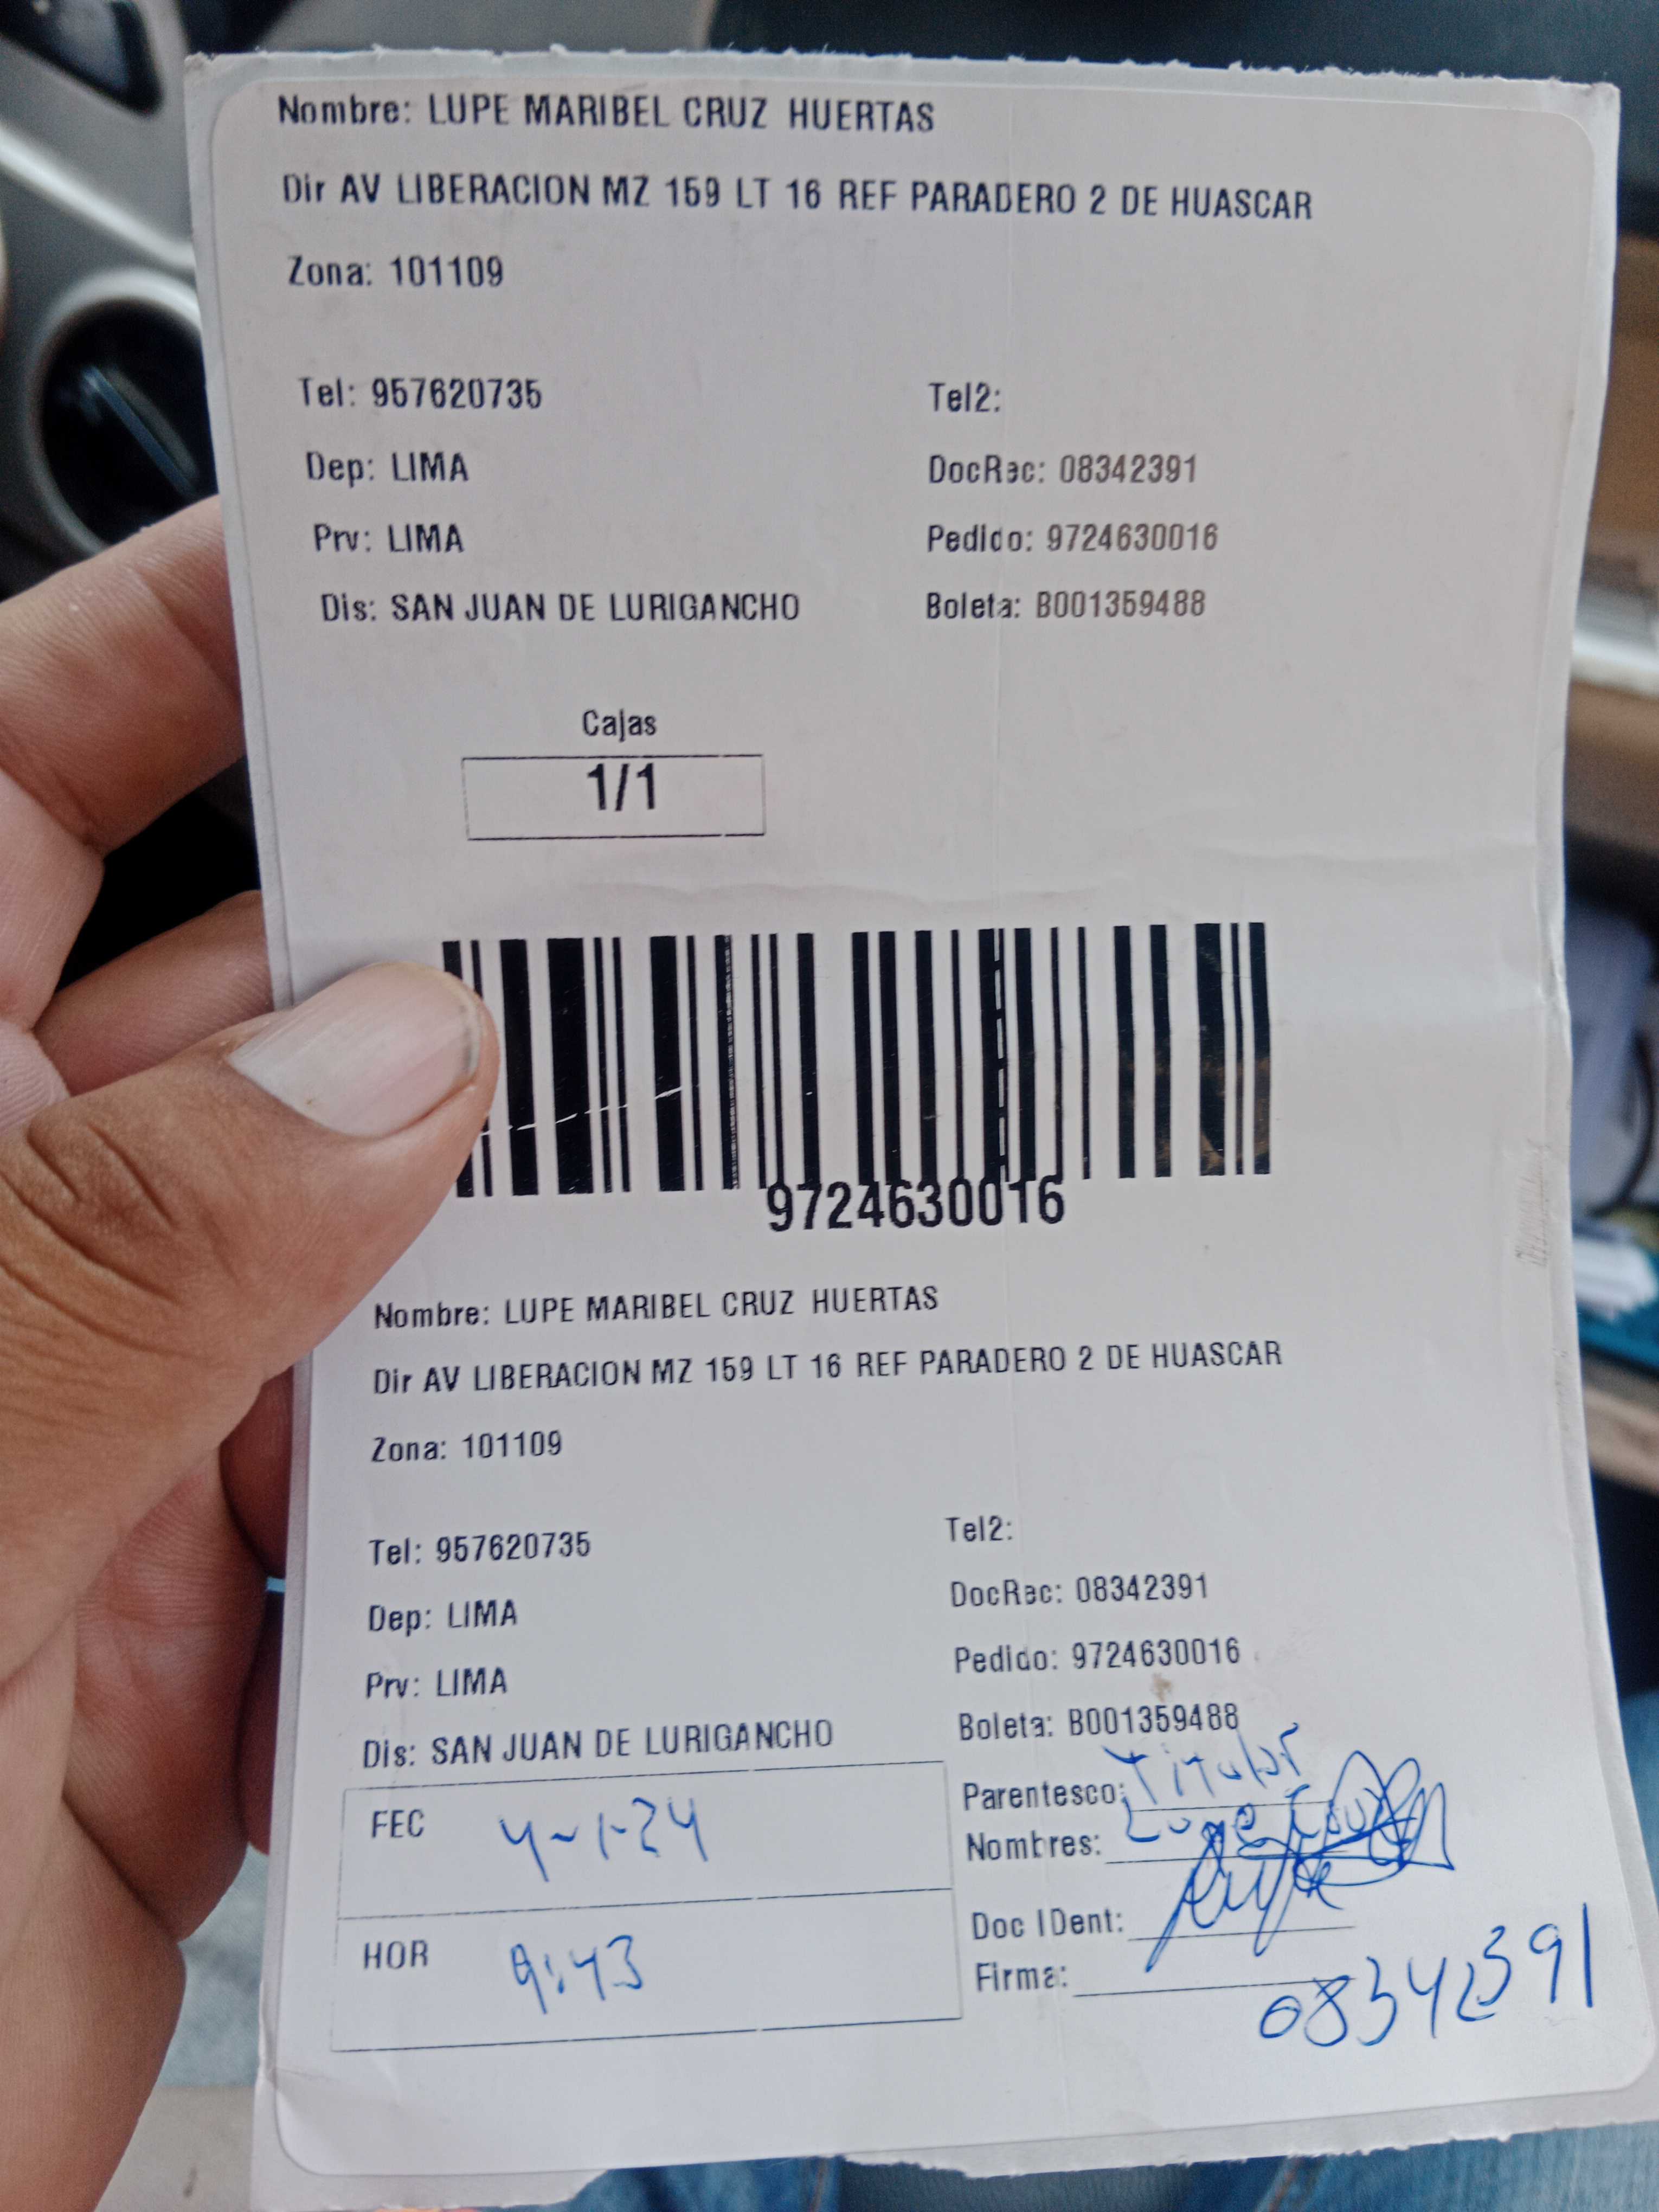 Nombre: LUPE MARIBEL CRUZ HUERTAS
Dir AV LIBERACION MZ 159 LT 16 REF PARADERO 2 DE HUASCAR
Zona: 101109
Tel: 957620735 Tel2:
Dep: LIMA DocRec: 08342391
Prv: LIMA Pedido: 9724630016
Dis: SAN JUAN DE LURIGANCHO Boleta: B001359488
Cajas
1/1
9724630016
Nombre: LUPE MARIBEL CRUZ HUERTAS
Dir AV LIBERACION MZ 159 LT 16 REF PARADERO 2 DE HUASCAR
Zona: 101109
Tel: 957620735 Tel2:
Dep: LIMA DocRec: 08342391
Prv: LIMA Pedido: 9724630016
Dis: SAN JUAN DE LURIGANCHO Boleta: B001359488
FEC 4-1-24 Parentesco: Titular
Nombres: Lupe
Doc IDent:
HOR 9:43 Firma:
08342391